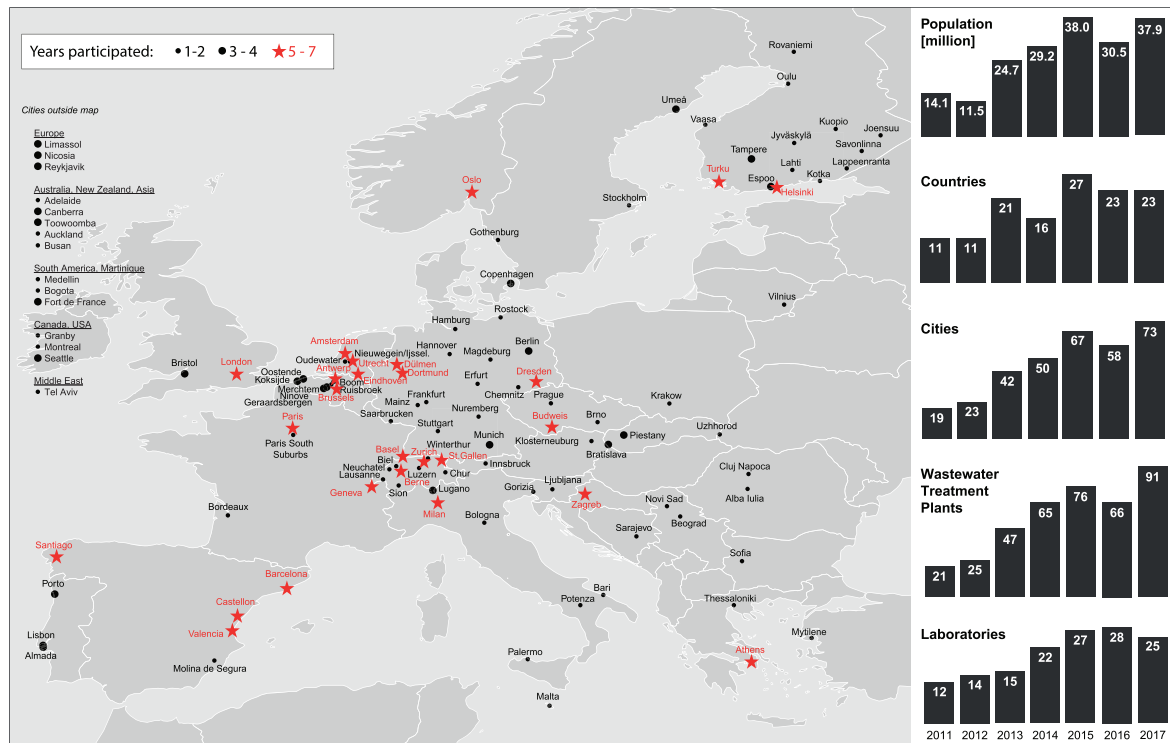 Years participated: 1-2 3 - 4 5 - 7
Cities outside map
Europe
Limassol
Nicosia
Reykjavik
Australia, New Zealand, Asia
Adelaide
Canberra
Toowoomba
Auckland
Busan
South America, Martinique
Medellin
Bogota
Fort de France
Canada, USA
Granby
Montreal
Seattle
Middle East
Tel Aviv
Rovaniemi
Oulu
Umeå
Vaasa
Kuopio
Joensuu
Jyväskylä
Savonlinna
Tampere
Lahti
Lappeenranta
Turku
Espoo
Kotka
Helsinki
Oslo
Stockholm
Gothenburg
Copenhagen
Vilnius
Rostock
Hamburg
Amsterdam
Nieuwegein/Ijssel.
Hannover
Berlin
Oudewater
Utrecht
Dülmen
Magdeburg
Bristol
London
Antwerp
Dortmund
Oostende
Eindhoven
Koksijde
Boom
Erfurt
Dresden
Merchtem
Ruisbroek
Chemnitz
Ninove
Brussels
Geraardsbergen
Mainz
Frankfurt
Prague
Krakow
Saarbrucken
Nuremberg
Paris
Stuttgart
Budweis
Brno
Uzhhorod
Paris South
Suburbs
Munich
Klosterneuburg
Piestany
Bratislava
Basel
Zurich
Winterthur
St.Gallen
Biel
Neuchatel
Innsbruck
Luzern
Chur
Lausanne
Berne
Geneva
Sion
Lugano
Milan
Gorizia
Ljubljana
Zagreb
Cluj Napoca
Alba Iulia
Novi Sad
Beograd
Bordeaux
Bologna
Sarajevo
Sofia
Santiago
Porto
Barcelona
Castellon
Valencia
Lisbon
Almada
Molina de Segura
Bari
Potenza
Thessaloniki
Mytilene
Athens
Palermo
Malta
Population
[million]
14.1 11.5 24.7 29.2 38.0 30.5 37.9
Countries
11 11 21 16 27 23 23
Cities
19 23 42 50 67 58 73
Wastewater
Treatment
Plants
21 25 47 65 76 66 91
Laboratories
12 14 15 22 27 28 25
2011 2012 2013 2014 2015 2016 2017